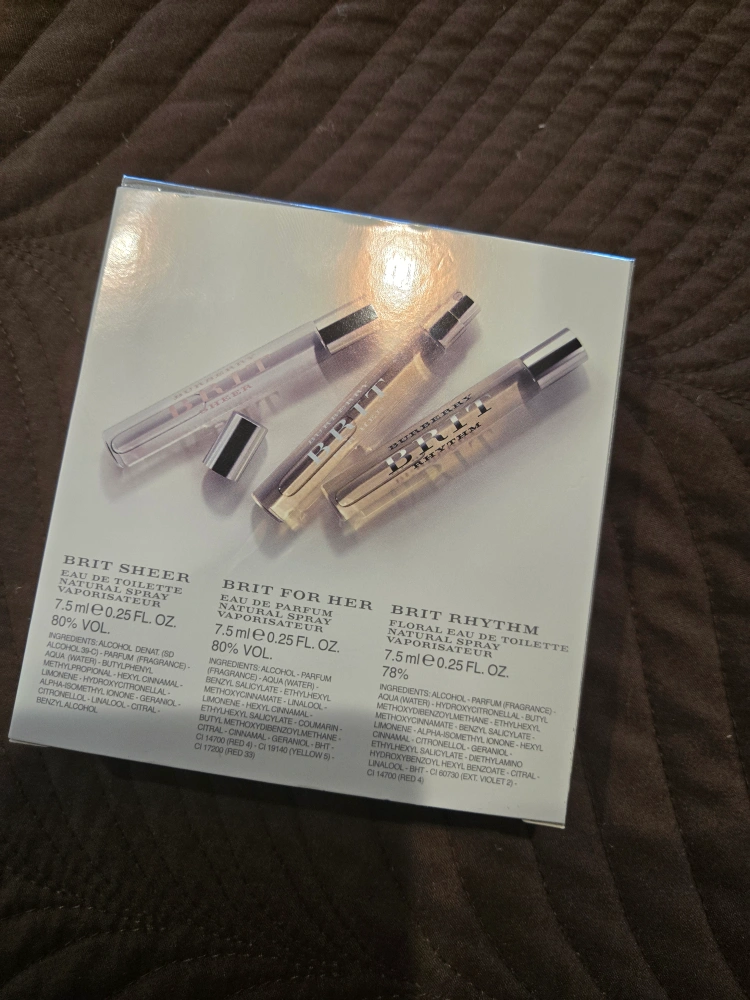 BURBERRY
BRIT
SHEER
BRIT
BURBERRY
BRIT
RHYTHM
BRIT SHEER
EAU DE TOILETTE
NATURAL SPRAY
VAPORISATEUR
7.5 ml ℮ 0.25 FL. OZ.
80% VOL.
INGREDIENTS: ALCOHOL DENAT. (SD
ALCOHOL 39-C) - PARFUM (FRAGRANCE) -
AQUA (WATER) - BUTYLPHENYL
METHYLPROPIONAL - HEXYL CINNAMAL -
LIMONENE - HYDROXYCITRONELLAL -
ALPHA-ISOMETHYL IONONE - GERANIOL -
CITRONELLOL - LINALOOL - CITRAL -
BENZYL ALCOHOL
BRIT FOR HER
EAU DE PARFUM
NATURAL SPRAY
VAPORISATEUR
7.5 ml ℮ 0.25 FL. OZ.
80% VOL.
INGREDIENTS: ALCOHOL - PARFUM
(FRAGRANCE) - AQUA (WATER) -
BENZYL SALICYLATE - ETHYLHEXYL
METHOXYCINNAMATE - LINALOOL -
LIMONENE - HEXYL CINNAMAL -
ETHYLHEXYL SALICYLATE - COUMARIN -
BUTYL METHOXYDIBENZOYLMETHANE -
CITRAL - CINNAMAL - GERANIOL - BHT -
CI 14700 (RED 4) - CI 19140 (YELLOW 5) -
CI 17200 (RED 33)
BRIT RHYTHM
FLORAL EAU DE TOILETTE
NATURAL SPRAY
VAPORISATEUR
7.5 ml ℮ 0.25 FL. OZ.
78%
INGREDIENTS: ALCOHOL - PARFUM (FRAGRANCE) -
AQUA (WATER) - HYDROXYCITRONELLAL - BUTYL
METHOXYDIBENZOYLMETHANE - ETHYLHEXYL
METHOXYCINNAMATE - BENZYL SALICYLATE -
LIMONENE - ALPHA-ISOMETHYL IONONE - HEXYL
CINNAMAL - CITRONELLOL - GERANIOL -
ETHYLHEXYL SALICYLATE - DIETHYLAMINO
HYDROXYBENZOYL HEXYL BENZOATE - CITRAL -
LINALOOL - BHT - CI 60730 (EXT. VIOLET 2) -
CI 14700 (RED 4)